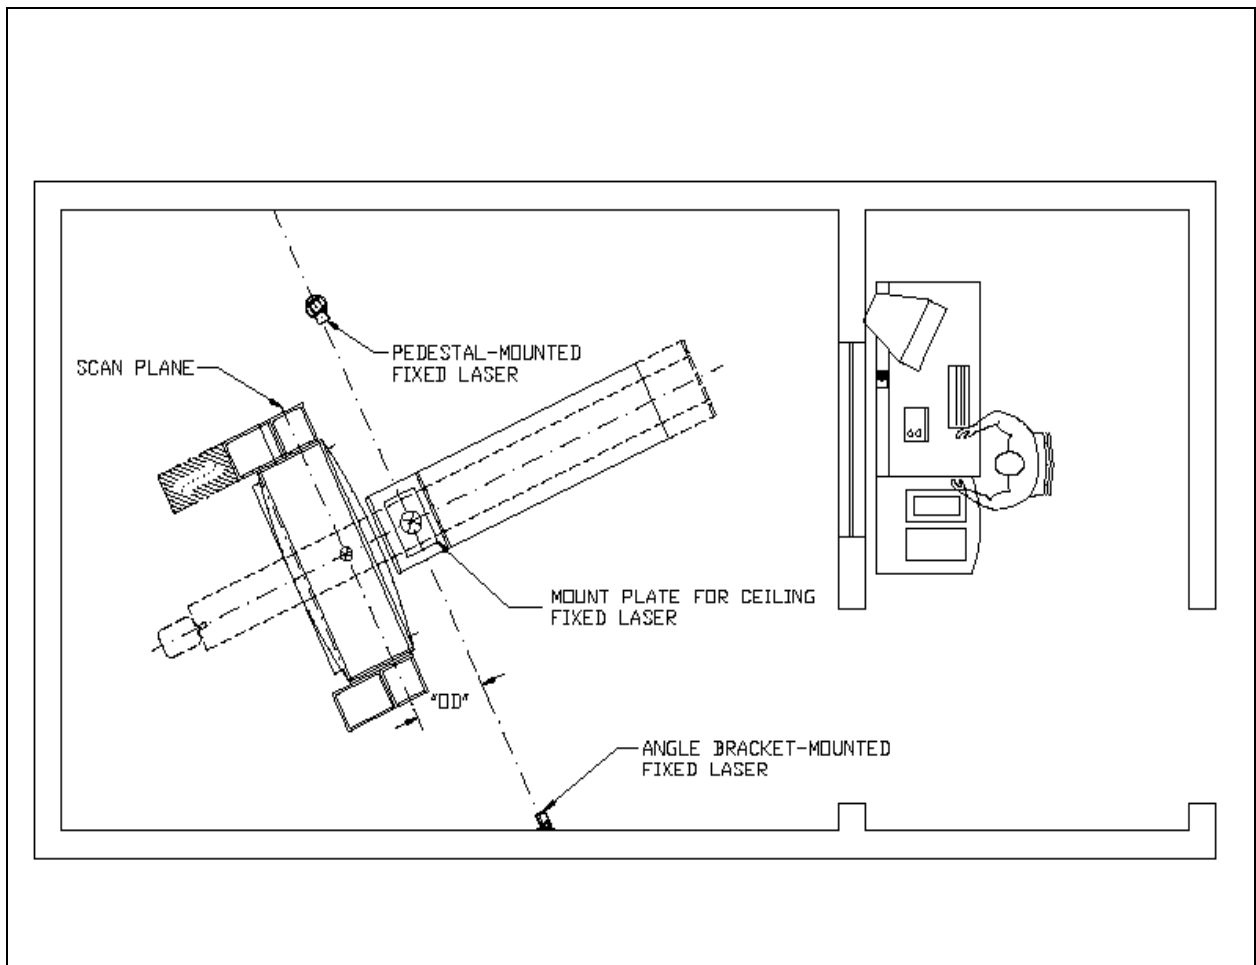 PEDESTAL-MOUNTED
FIXED LASER
SCAN PLANE
MOUNT PLATE FOR CEILING
FIXED LASER
"OD"
ANGLE BRACKET-MOUNTED
FIXED LASER